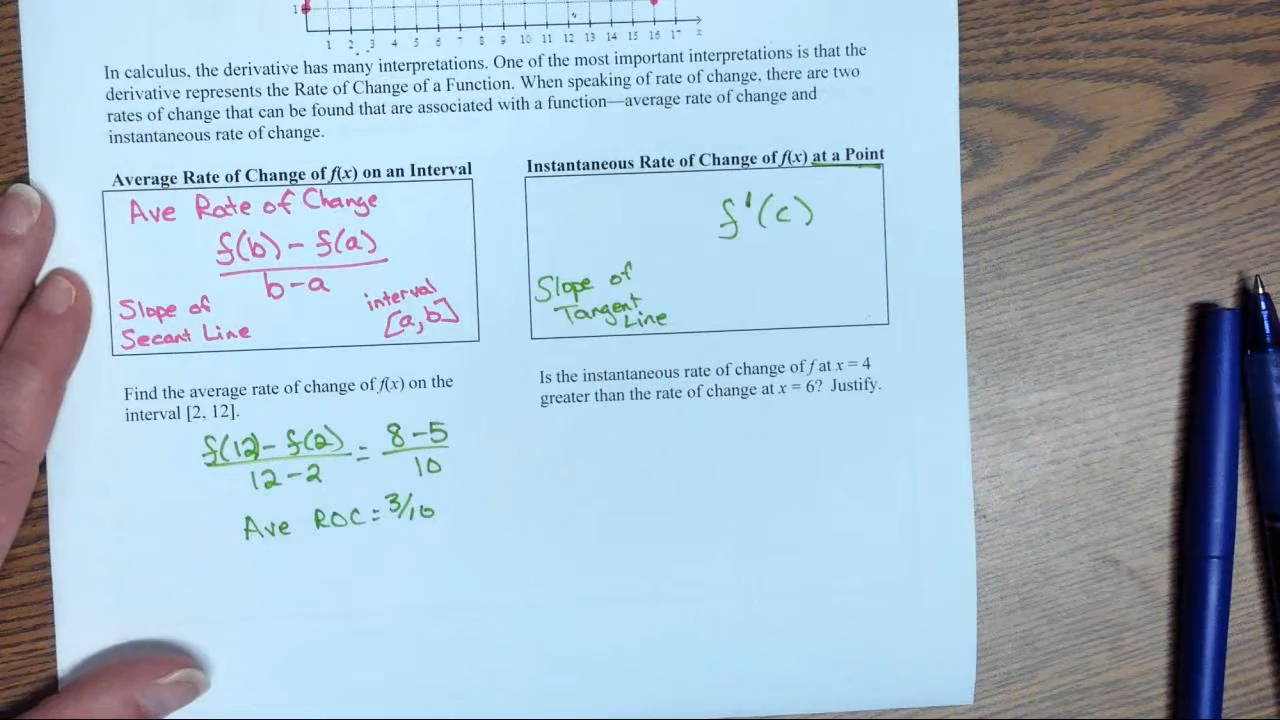 1
1 2 3 4 5 6 7 8 9 10 11 12 13 14 15 16 17 x
In calculus, the derivative has many interpretations. One of the most important interpretations is that the
derivative represents the Rate of Change of a Function. When speaking of rate of change, there are two
rates of change that can be found that are associated with a function—average rate of change and
instantaneous rate of change.
Average Rate of Change of f(x) on an Interval
Ave Rate of Change
f(b) - f(a)
b-a
Slope of
Secant Line
interval
[a,b]
Instantaneous Rate of Change of f(x) at a Point
f'(c)
Slope of
Tangent
Line
Find the average rate of change of f(x) on the
interval [2, 12].
f(12) - f(2) = 8-5
12-2 10
Ave ROC = 3/10
Is the instantaneous rate of change of f at x = 4
greater than the rate of change at x = 6? Justify.